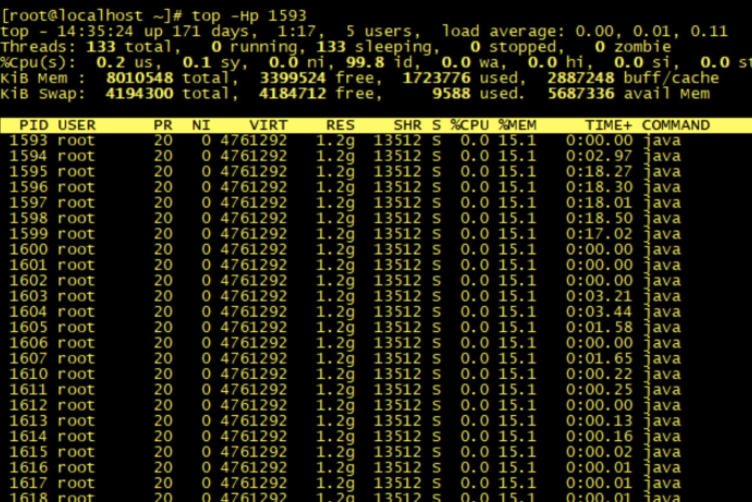 [root@localhost ~]# top -Hp 1593
top - 14:35:24 up 171 days,  1:17,  5 users,  load average: 0.00, 0.01, 0.11
Threads: 133 total,   0 running, 133 sleeping,   0 stopped,   0 zombie
%Cpu(s):  0.2 us,  0.1 sy,  0.0 ni, 99.8 id,  0.0 wa,  0.0 hi,  0.0 si,  0.0 st
KiB Mem :  8010548 total,  3399524 free,  1723776 used,  2887248 buff/cache
KiB Swap:  4194300 total,  4184712 free,     9588 used.  5687336 avail Mem
PID USER PR NI VIRT RES SHR S %CPU %MEM TIME+ COMMAND
1593 root 20 0 4761292 1.2g 13512 S 0.0 15.1 0:00.00 java
1594 root 20 0 4761292 1.2g 13512 S 0.0 15.1 0:02.97 java
1595 root 20 0 4761292 1.2g 13512 S 0.0 15.1 0:18.27 java
1596 root 20 0 4761292 1.2g 13512 S 0.0 15.1 0:18.30 java
1597 root 20 0 4761292 1.2g 13512 S 0.0 15.1 0:18.01 java
1598 root 20 0 4761292 1.2g 13512 S 0.0 15.1 0:18.50 java
1599 root 20 0 4761292 1.2g 13512 S 0.0 15.1 0:17.02 java
1600 root 20 0 4761292 1.2g 13512 S 0.0 15.1 0:00.00 java
1601 root 20 0 4761292 1.2g 13512 S 0.0 15.1 0:00.00 java
1602 root 20 0 4761292 1.2g 13512 S 0.0 15.1 0:00.00 java
1603 root 20 0 4761292 1.2g 13512 S 0.0 15.1 0:03.21 java
1604 root 20 0 4761292 1.2g 13512 S 0.0 15.1 0:03.44 java
1605 root 20 0 4761292 1.2g 13512 S 0.0 15.1 0:01.58 java
1606 root 20 0 4761292 1.2g 13512 S 0.0 15.1 0:00.00 java
1607 root 20 0 4761292 1.2g 13512 S 0.0 15.1 0:01.65 java
1610 root 20 0 4761292 1.2g 13512 S 0.0 15.1 0:00.22 java
1611 root 20 0 4761292 1.2g 13512 S 0.0 15.1 0:00.25 java
1612 root 20 0 4761292 1.2g 13512 S 0.0 15.1 0:00.00 java
1613 root 20 0 4761292 1.2g 13512 S 0.0 15.1 0:00.13 java
1614 root 20 0 4761292 1.2g 13512 S 0.0 15.1 0:00.16 java
1615 root 20 0 4761292 1.2g 13512 S 0.0 15.1 0:00.02 java
1616 root 20 0 4761292 1.2g 13512 S 0.0 15.1 0:00.01 java
1617 root 20 0 4761292 1.2g 13512 S 0.0 15.1 0:00.01 java
1618 root 20 0 4761292 1.2g 13512 S 0.0 15.1 0:00.01 java